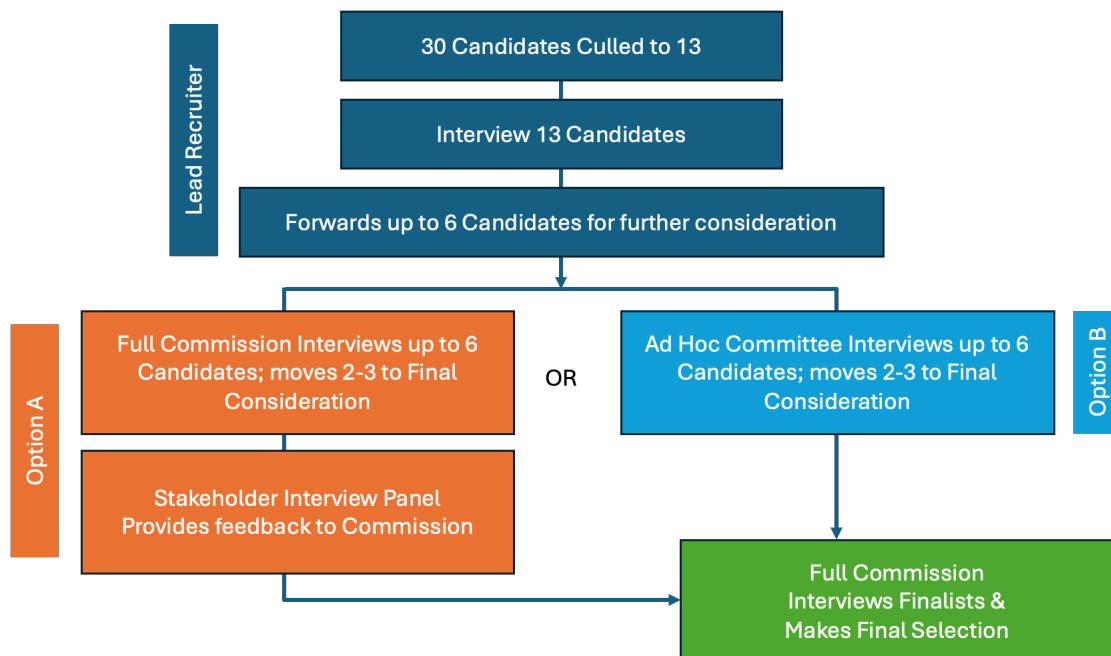 30 Candidates Culled to 13
Lead Recruiter
Interview 13 Candidates
Forwards up to 6 Candidates for further consideration
Option A
Full Commission Interviews up to 6
Candidates; moves 2-3 to Final
Consideration
OR
Ad Hoc Committee Interviews up to 6
Candidates; moves 2-3 to Final
Consideration
Option B
Stakeholder Interview Panel
Provides feedback to Commission
Full Commission
Interviews Finalists &
Makes Final Selection